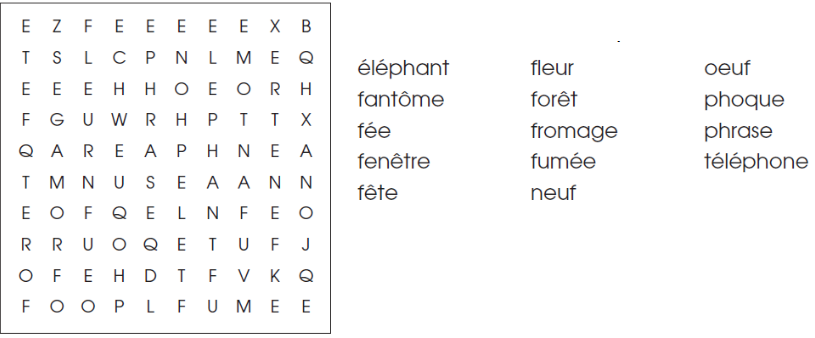 E Z F E E E E E X B
T S L C P N L M E Q
E E E H H O E O R H
F G U W R H P T T X
Q A R E A P H N E A
T M N U S E A A N N
E O F Q E L N F E O
R R U O Q E T U F J
O F E H D T F V K Q
F O O P L F U M E E
éléphant fleur oeuf
fantôme forêt phoque
fée fromage phrase
fenêtre fumée téléphone
fête neuf